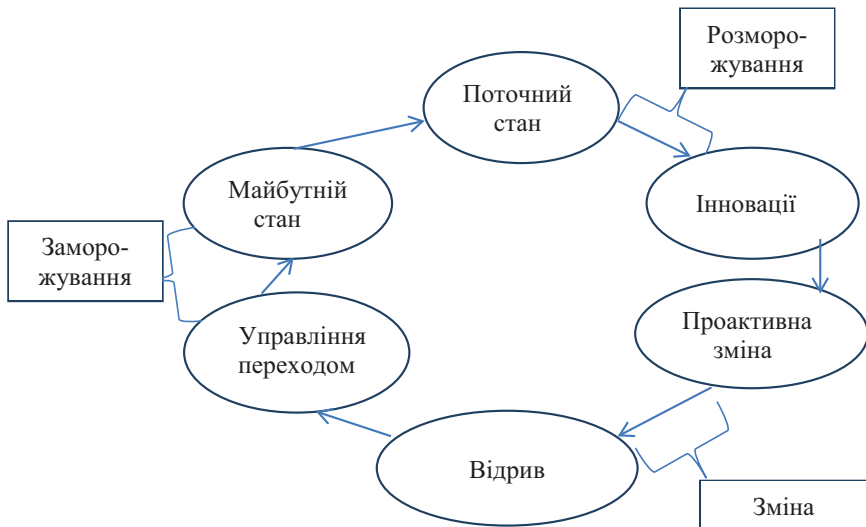 Розморо-
жування
Поточний
стан
Майбутній
стан
Інновації
Заморо-
жування
Проактивна
зміна
Управління
переходом
Відрив
Зміна